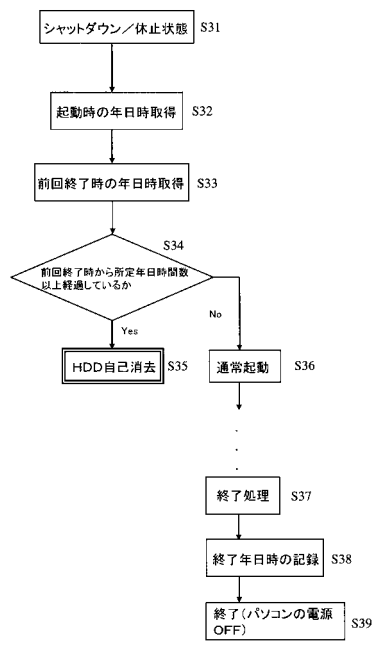 シャットダウン／休止状態 S31
起動時の年日時取得 S32
前回終了時の年日時取得 S33
S34
前回終了時から所定年日時間数
以上経過しているか
Yes
No
HDD自己消去 S35
通常起動 S36
終了処理 S37
終了年日時の記録 S38
終了（パソコンの電源
OFF） S39